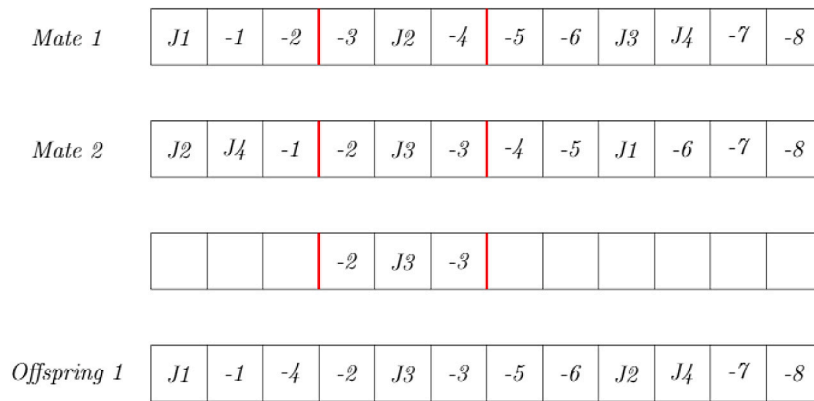 Mate 1 J1 -1 -2 -3 J2 -4 -5 -6 J3 J4 -7 -8
Mate 2 J2 J4 -1 -2 J3 -3 -4 -5 J1 -6 -7 -8
-2 J3 -3
Offspring 1 J1 -1 -4 -2 J3 -3 -5 -6 J2 J4 -7 -8